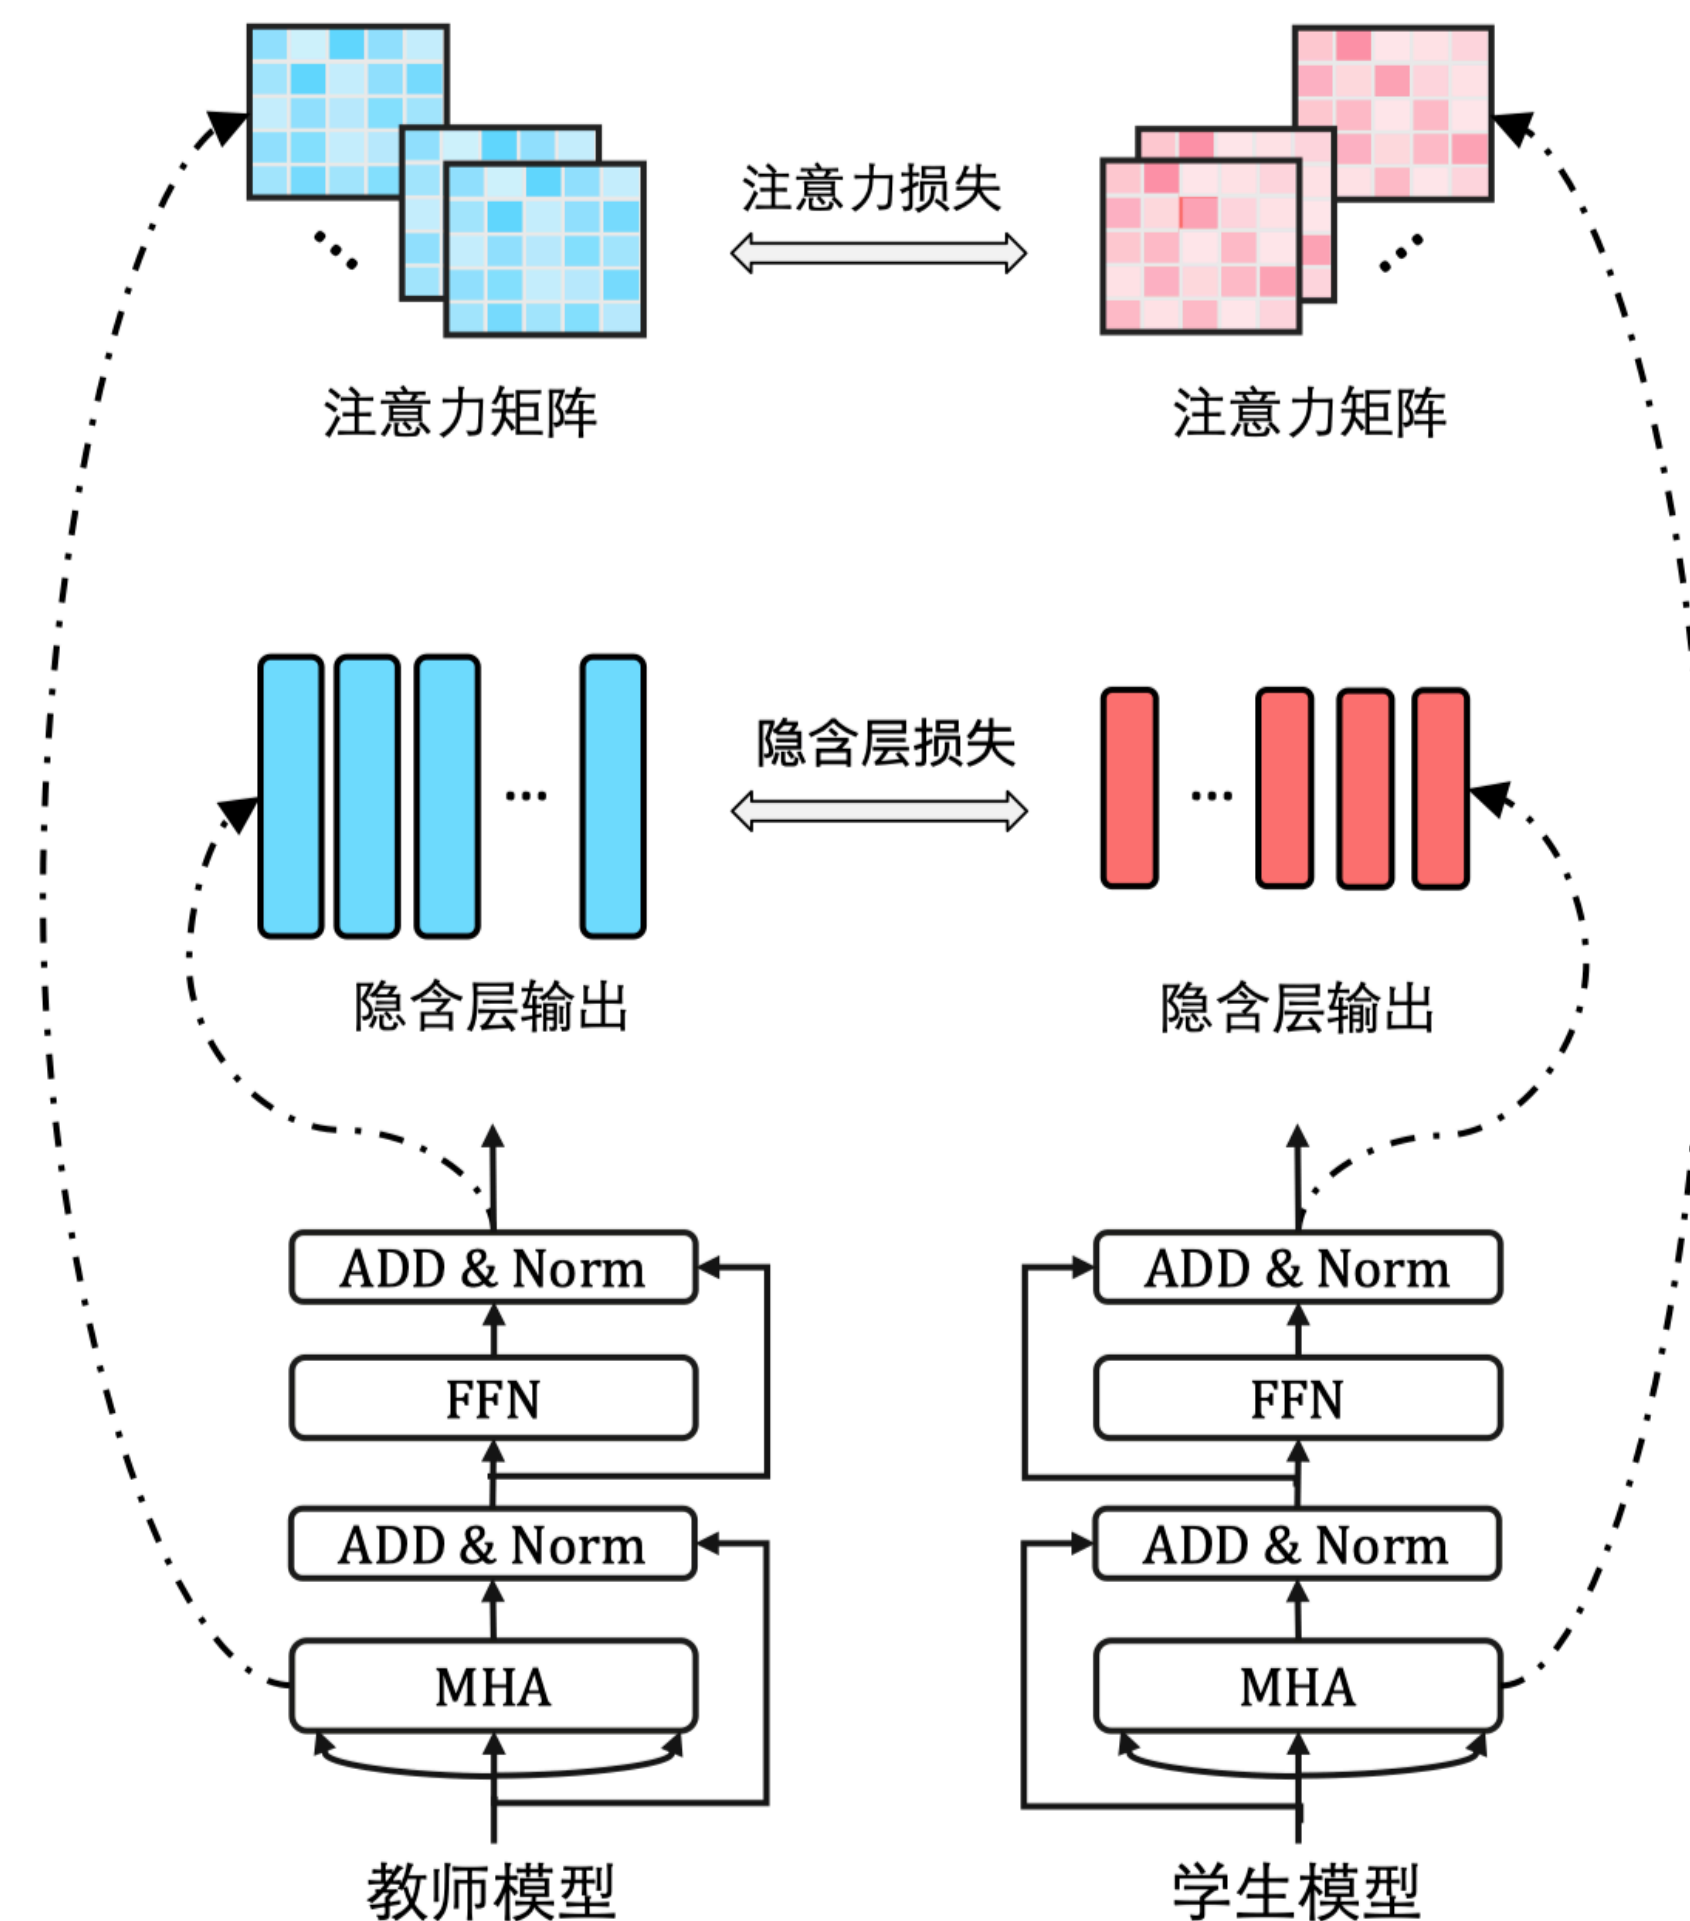 注意力损失
注意力矩阵
注意力矩阵
隐含层损失
隐含层输出
隐含层输出
ADD & Norm
ADD & Norm
FFN
FFN
ADD & Norm
ADD & Norm
MHA
MHA
教师模型
学生模型